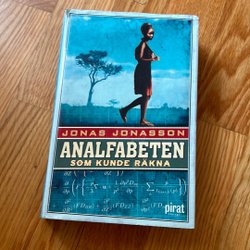 JONAS JONASSON
ANALFABETEN
SOM KUNDE RÄKNA
pirat